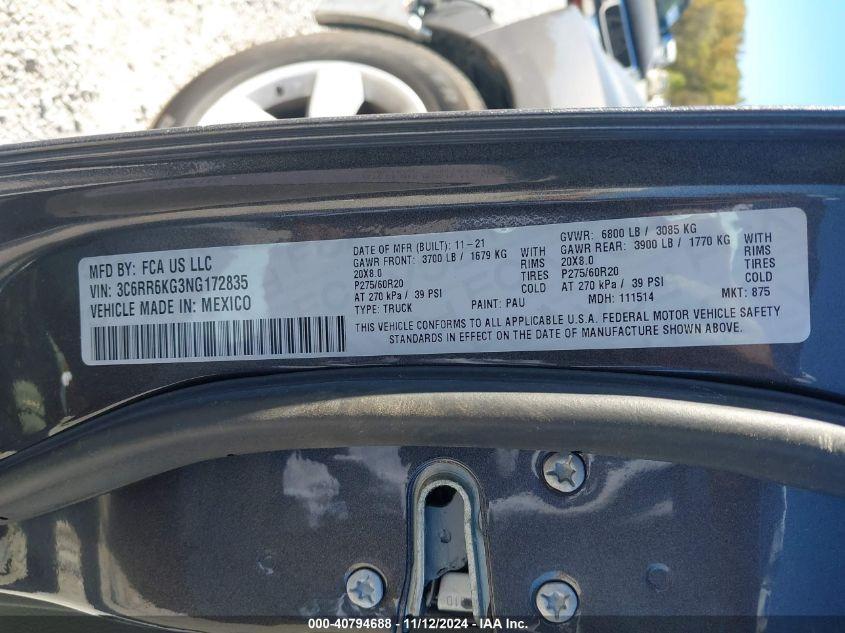 MFD BY: FCA US LLC
VIN: 3C6RR6KG3NG172835
VEHICLE MADE IN: MEXICO
DATE OF MFR (BUILT): 11-21
GAWR FRONT: 3700 LB / 1679 KG WITH
20X8.0 RIMS
P275/60R20 TIRES
AT 270 kPa / 39 PSI COLD
TYPE: TRUCK PAINT: PAU
GVWR: 6800 LB / 3085 KG
GAWR REAR: 3900 LB / 1770 KG WITH
20X8.0 RIMS
P275/60R20 TIRES
AT 270 kPa / 39 PSI COLD
MDH: 111514 MKT: 875
THIS VEHICLE CONFORMS TO ALL APPLICABLE U.S.A. FEDERAL MOTOR VEHICLE SAFETY
STANDARDS IN EFFECT ON THE DATE OF MANUFACTURE SHOWN ABOVE.
000-40794688 - 11/12/2024 - IAA Inc.